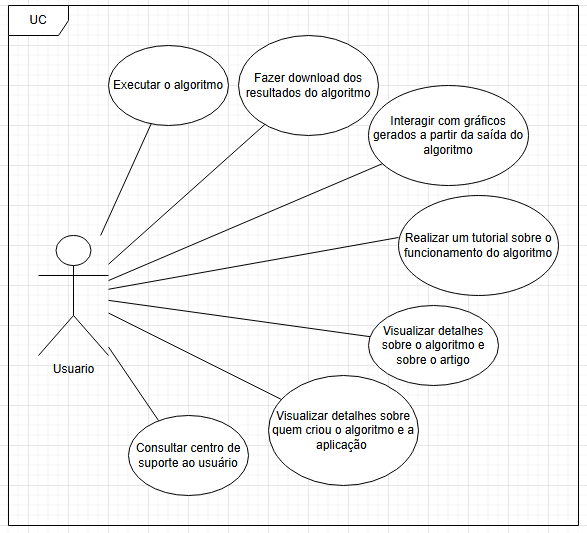 UC
Executar o algoritmo
Fazer download dos
resultados do algoritmo
Interagir com gráficos
gerados a partir da saída do
algoritmo
Realizar um tutorial sobre o
funcionamento do algoritmo
Visualizar detalhes
sobre o algoritmo e
sobre o artigo
Visualizar detalhes sobre
quem criou o algoritmo e a
aplicação
Consultar centro de
suporte ao usuário
Usuario